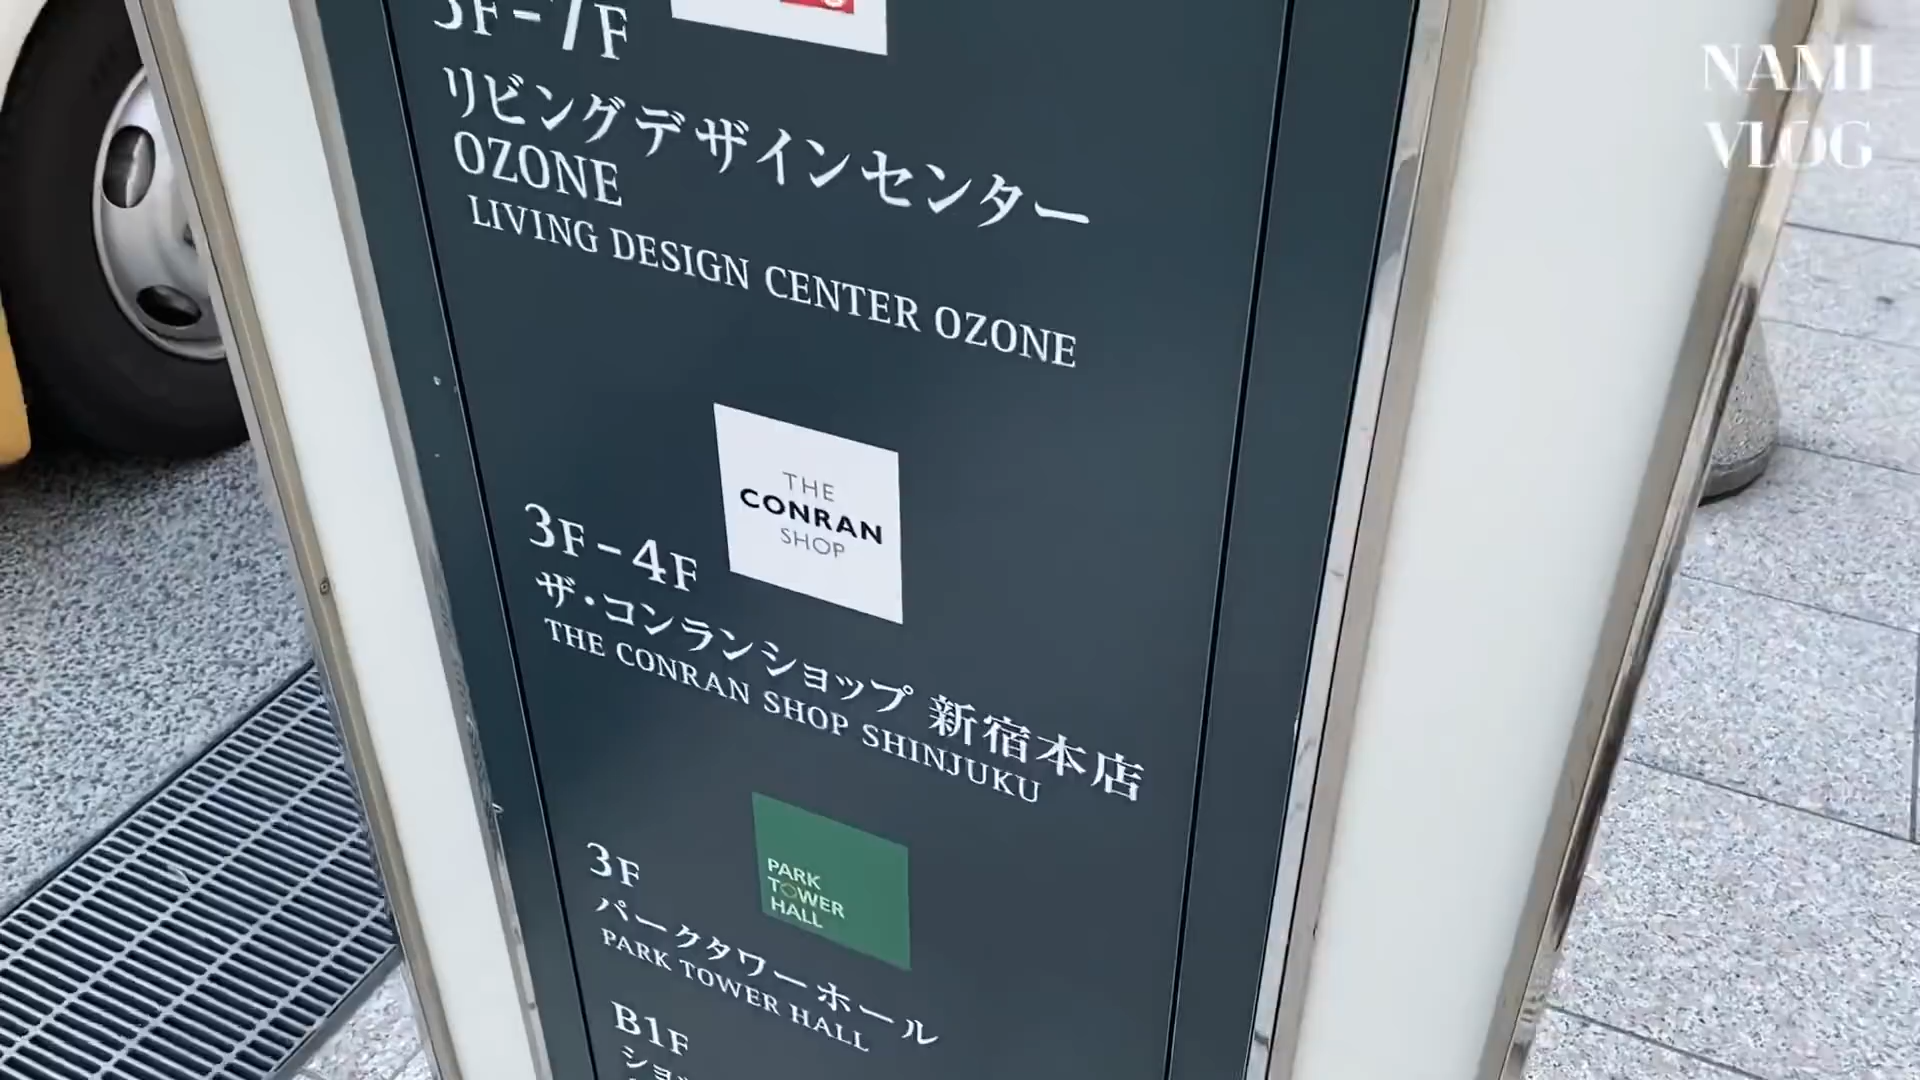 3F-7F
リビングデザインセンター
OZONE
LIVING DESIGN CENTER OZONE
THE
CONRAN
SHOP
3F-4F
ザ・コンランショップ 新宿本店
THE CONRAN SHOP SHINJUKU
PARK
TOWER
HALL
3F
パークタワーホール
PARK TOWER HALL
B1F
NAMI
VLOG